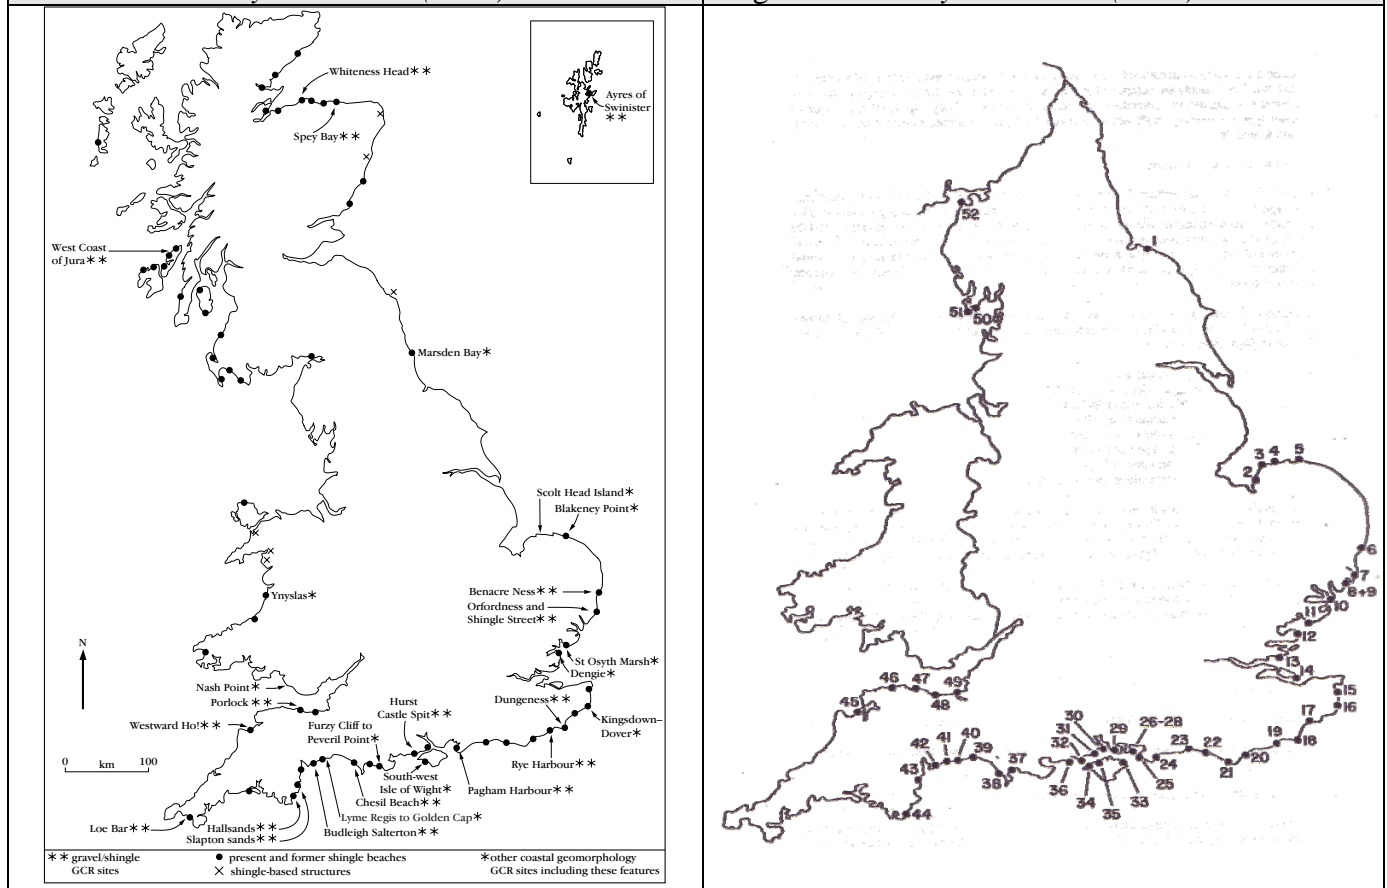 Whiteness Head**
Spey Bay**
Ayres of
Swinister
**
West Coast
of Jura**
Marsden Bay*
Scolt Head Island*
Blakeney Point*
Benacre Ness**
Orfordness and
Shingle Street**
Ynyslas*
N
St Osyth Marsh*
Dengie*
Nash Point*
Porlock**
Westward Ho!**
Hurst
Castle Spit**
Dungeness**
Furzy Cliff to
Peveril Point*
Kingsdown–
Dover*
0 km 100
Rye Harbour**
South-west
Isle of Wight*
Pagham Harbour**
Chesil Beach**
Lyme Regis to Golden Cap*
Loe Bar**
Hallsands**
Slapton sands**
Budleigh Salterton**
** gravel/shingle
GCR sites
present and former shingle beaches
× shingle-based structures
*other coastal geomorphology
GCR sites including these features
52
1
51
50
3 4 5
2
6
7
8+9
10
11
12
13
14
15
16
17
18
19
20
21
22
23
24
25
26-28
29
30
31
32
33
34
35
36
37
38
39
40
41
42
43
44
45
46
47
48
49